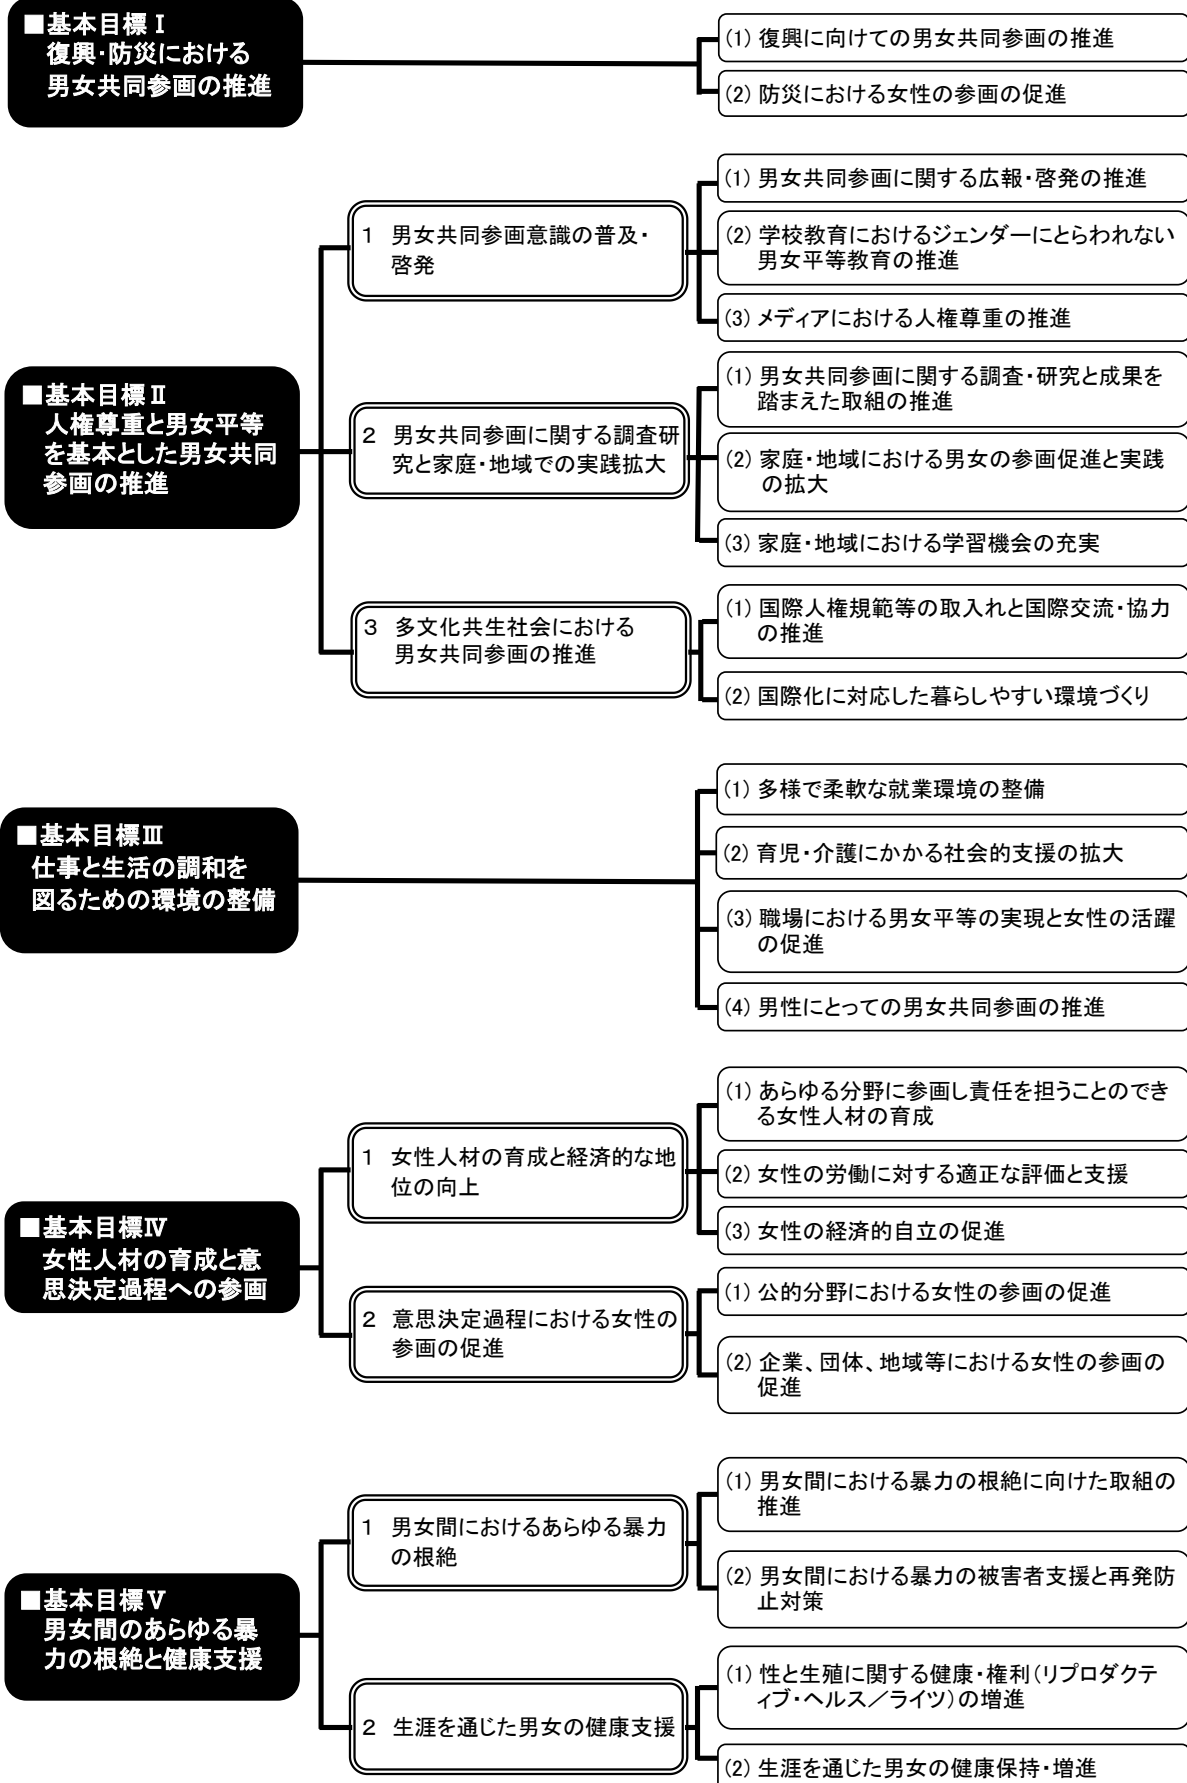 ■基本目標Ⅰ
復興・防災における
男女共同参画の推進
(1) 復興に向けての男女共同参画の推進
(2) 防災における女性の参画の促進
■基本目標Ⅱ
人権尊重と男女平等
を基本とした男女共同
参画の推進
1 男女共同参画意識の普及・
啓発
(1) 男女共同参画に関する広報・啓発の推進
(2) 学校教育におけるジェンダーにとらわれない
男女平等教育の推進
(3) メディアにおける人権尊重の推進
2 男女共同参画に関する調査研
究と家庭・地域での実践拡大
(1) 男女共同参画に関する調査・研究と成果を
踏まえた取組の推進
(2) 家庭・地域における男女の参画促進と実践
の拡大
(3) 家庭・地域における学習機会の充実
3 多文化共生社会における
男女共同参画の推進
(1) 国際人権規範等の取入れと国際交流・協力
の推進
(2) 国際化に対応した暮らしやすい環境づくり
■基本目標Ⅲ
仕事と生活の調和を
図るための環境の整備
(1) 多様で柔軟な就業環境の整備
(2) 育児・介護にかかる社会的支援の拡大
(3) 職場における男女平等の実現と女性の活躍
の促進
(4) 男性にとっての男女共同参画の推進
■基本目標Ⅳ
女性人材の育成と意
思決定過程への参画
1 女性人材の育成と経済的な地
位の向上
(1) あらゆる分野に参画し責任を担うことのでき
る女性人材の育成
(2) 女性の労働に対する適正な評価と支援
(3) 女性の経済的自立の促進
2 意思決定過程における女性の
参画の促進
(1) 公的分野における女性の参画の促進
(2) 企業、団体、地域等における女性の参画の
促進
■基本目標Ⅴ
男女間のあらゆる暴
力の根絶と健康支援
1 男女間におけるあらゆる暴力
の根絶
(1) 男女間における暴力の根絶に向けた取組の
推進
(2) 男女間における暴力の被害者支援と再発防
止対策
2 生涯を通じた男女の健康支援
(1) 性と生殖に関する健康・権利(リプロダクテ
ィブ・ヘルス／ライツ)の増進
(2) 生涯を通じた男女の健康保持・増進